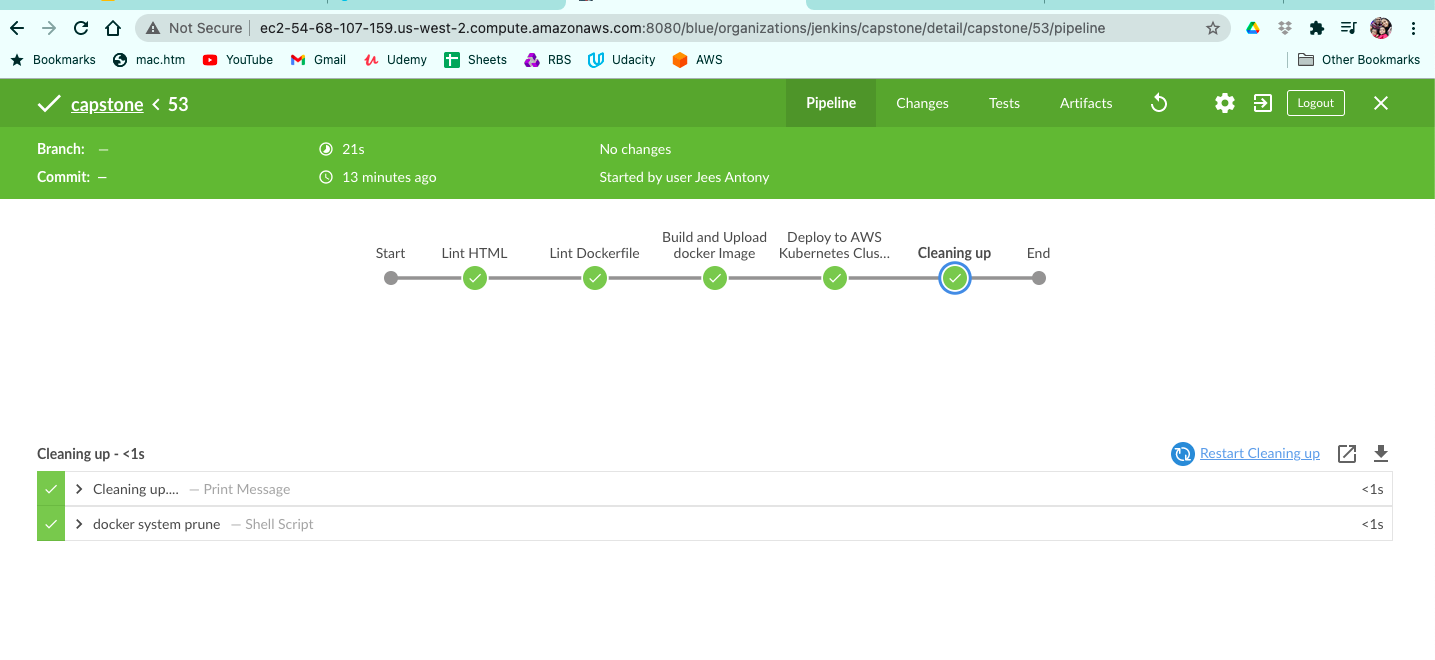 Not Secure ec2-54-68-107-159.us-west-2.compute.amazonaws.com:8080/blue/organizations/jenkins/capstone/detail/capstone/53/pipeline
Bookmarks mac.htm YouTube Gmail Udemy Sheets RBS Udacity AWS Other Bookmarks
capstone < 53 Pipeline Changes Tests Artifacts Logout
Branch: — 21s No changes
Commit: — 13 minutes ago Started by user Jees Antony
Build and Upload Deploy to AWS
Start Lint HTML Lint Dockerfile docker Image Kubernetes Clus... Cleaning up End
Cleaning up - <1s Restart Cleaning up
Cleaning up.... — Print Message <1s
docker system prune — Shell Script <1s